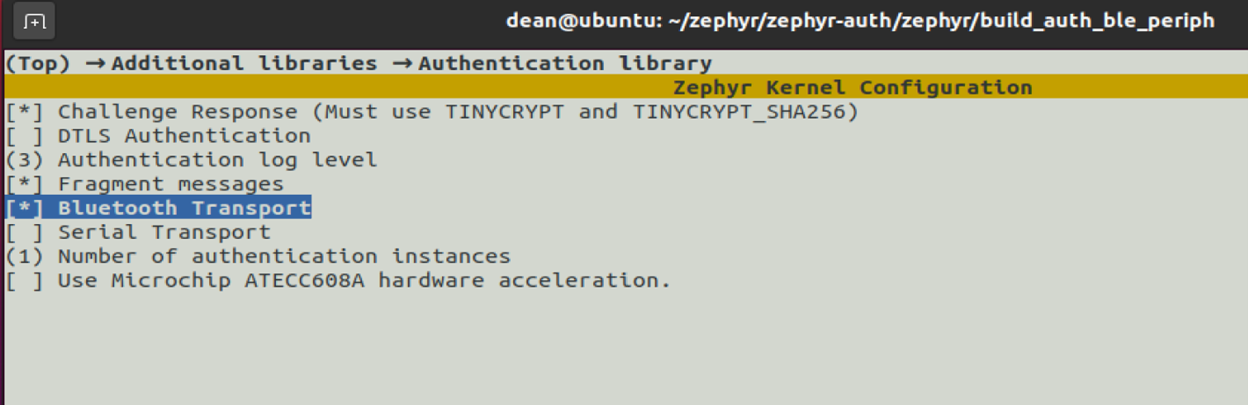 dean@ubuntu: ~/zephyr/zephyr-auth/zephyr/build_auth_ble_periph
(Top) →Additional libraries →Authentication library
Zephyr Kernel Configuration
[*] Challenge Response (Must use TINYCRYPT and TINYCRYPT_SHA256)
[ ] DTLS Authentication
(3) Authentication log level
[*] Fragment messages
[*] Bluetooth Transport
[ ] Serial Transport
(1) Number of authentication instances
[ ] Use Microchip ATECC608A hardware acceleration.